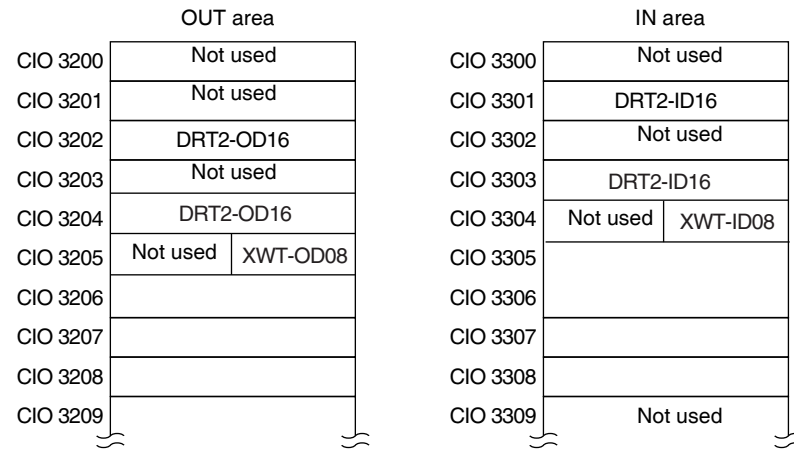 OUT area
CIO 3200 Not used
CIO 3201 Not used
CIO 3202 DRT2-OD16
CIO 3203 Not used
CIO 3204 DRT2-OD16
CIO 3205 Not used XWT-OD08
CIO 3206
CIO 3207
CIO 3208
CIO 3209
IN area
CIO 3300 Not used
CIO 3301 DRT2-ID16
CIO 3302 Not used
CIO 3303 DRT2-ID16
CIO 3304 Not used XWT-ID08
CIO 3305
CIO 3306
CIO 3307
CIO 3308
CIO 3309 Not used